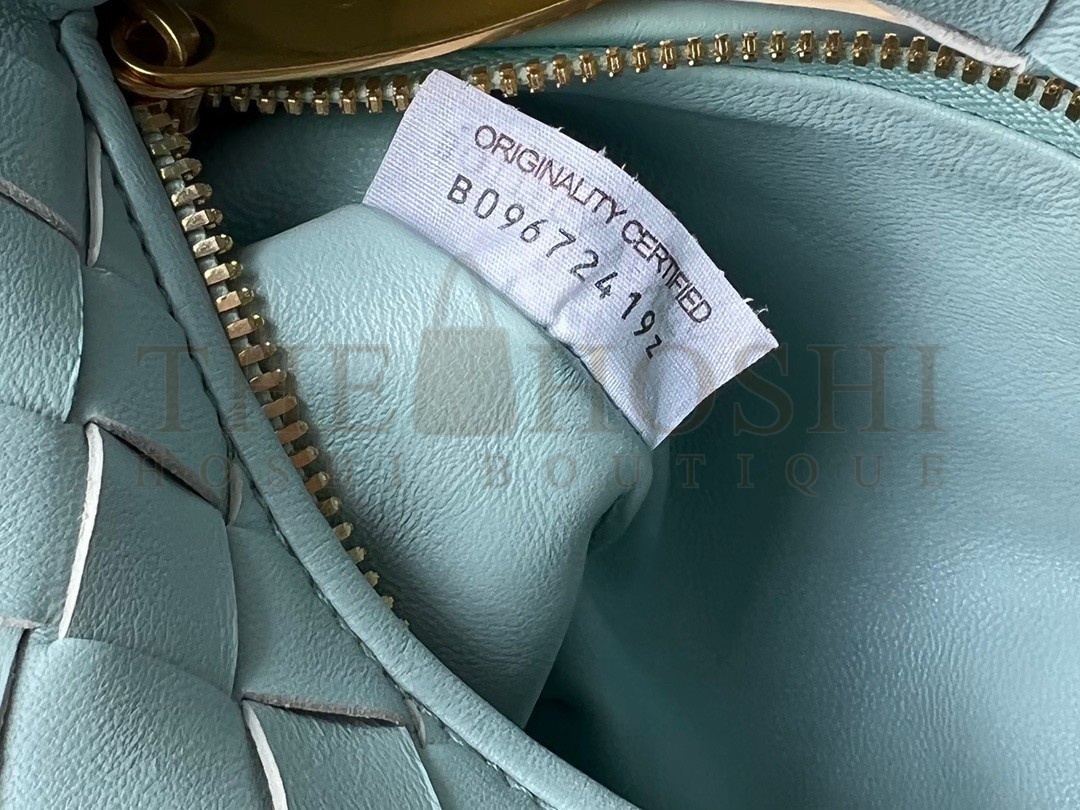 ORIGINALITY CERTIFIED
B09672419z
THE HOSHI
HOSHI BOUTIQUE